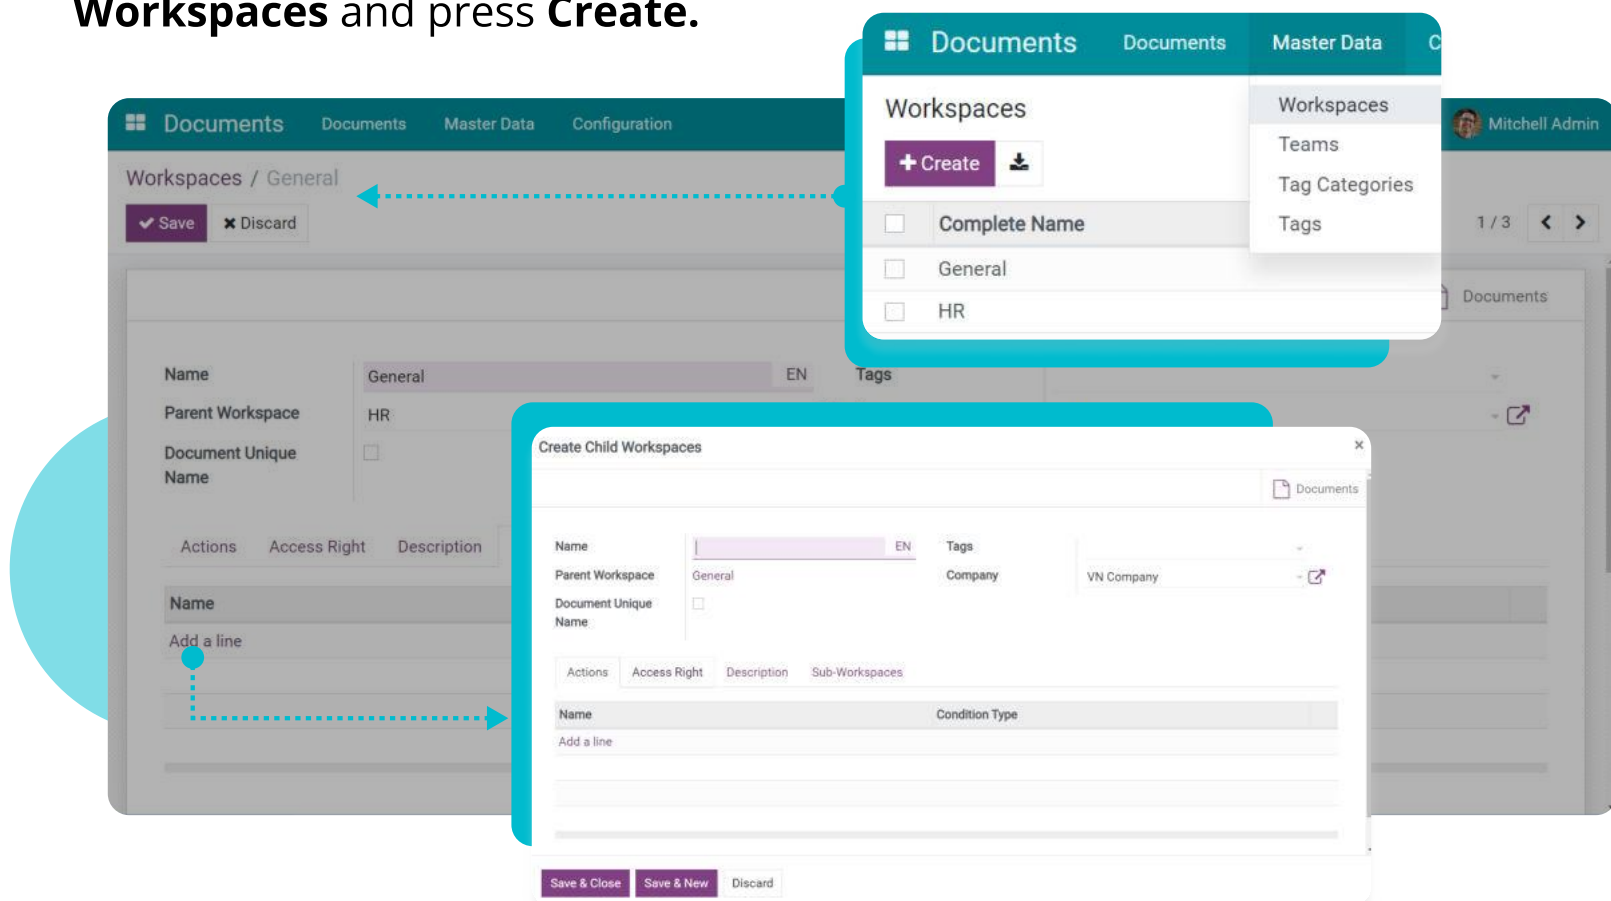 Workspaces and press Create.
Documents Documents Master Data C
Workspaces
Create
Complete Name
General
HR
Workspaces
Teams
Tag Categories
Tags
Documents Documents Master Data Configuration
Mitchell Admin
Workspaces / General
Save Discard
1 / 3
Documents
Name General EN Tags
Parent Workspace HR
Document Unique
Name
Actions Access Right Description
Name
Add a line
Create Child Workspaces ×
Documents
Name EN Tags
Parent Workspace General Company VN Company
Document Unique
Name
Actions Access Right Description Sub-Workspaces
Name Condition Type
Add a line
Save & Close Save & New Discard